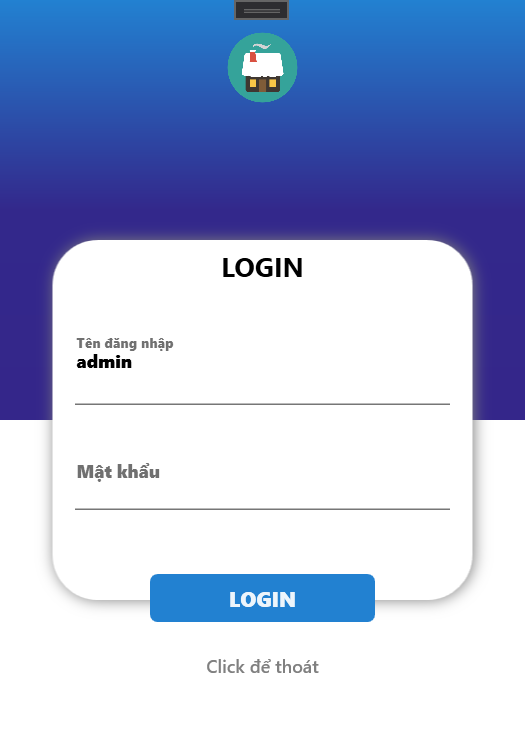 LOGIN
Tên đăng nhập
admin
Mật khẩu
LOGIN
Click để thoát